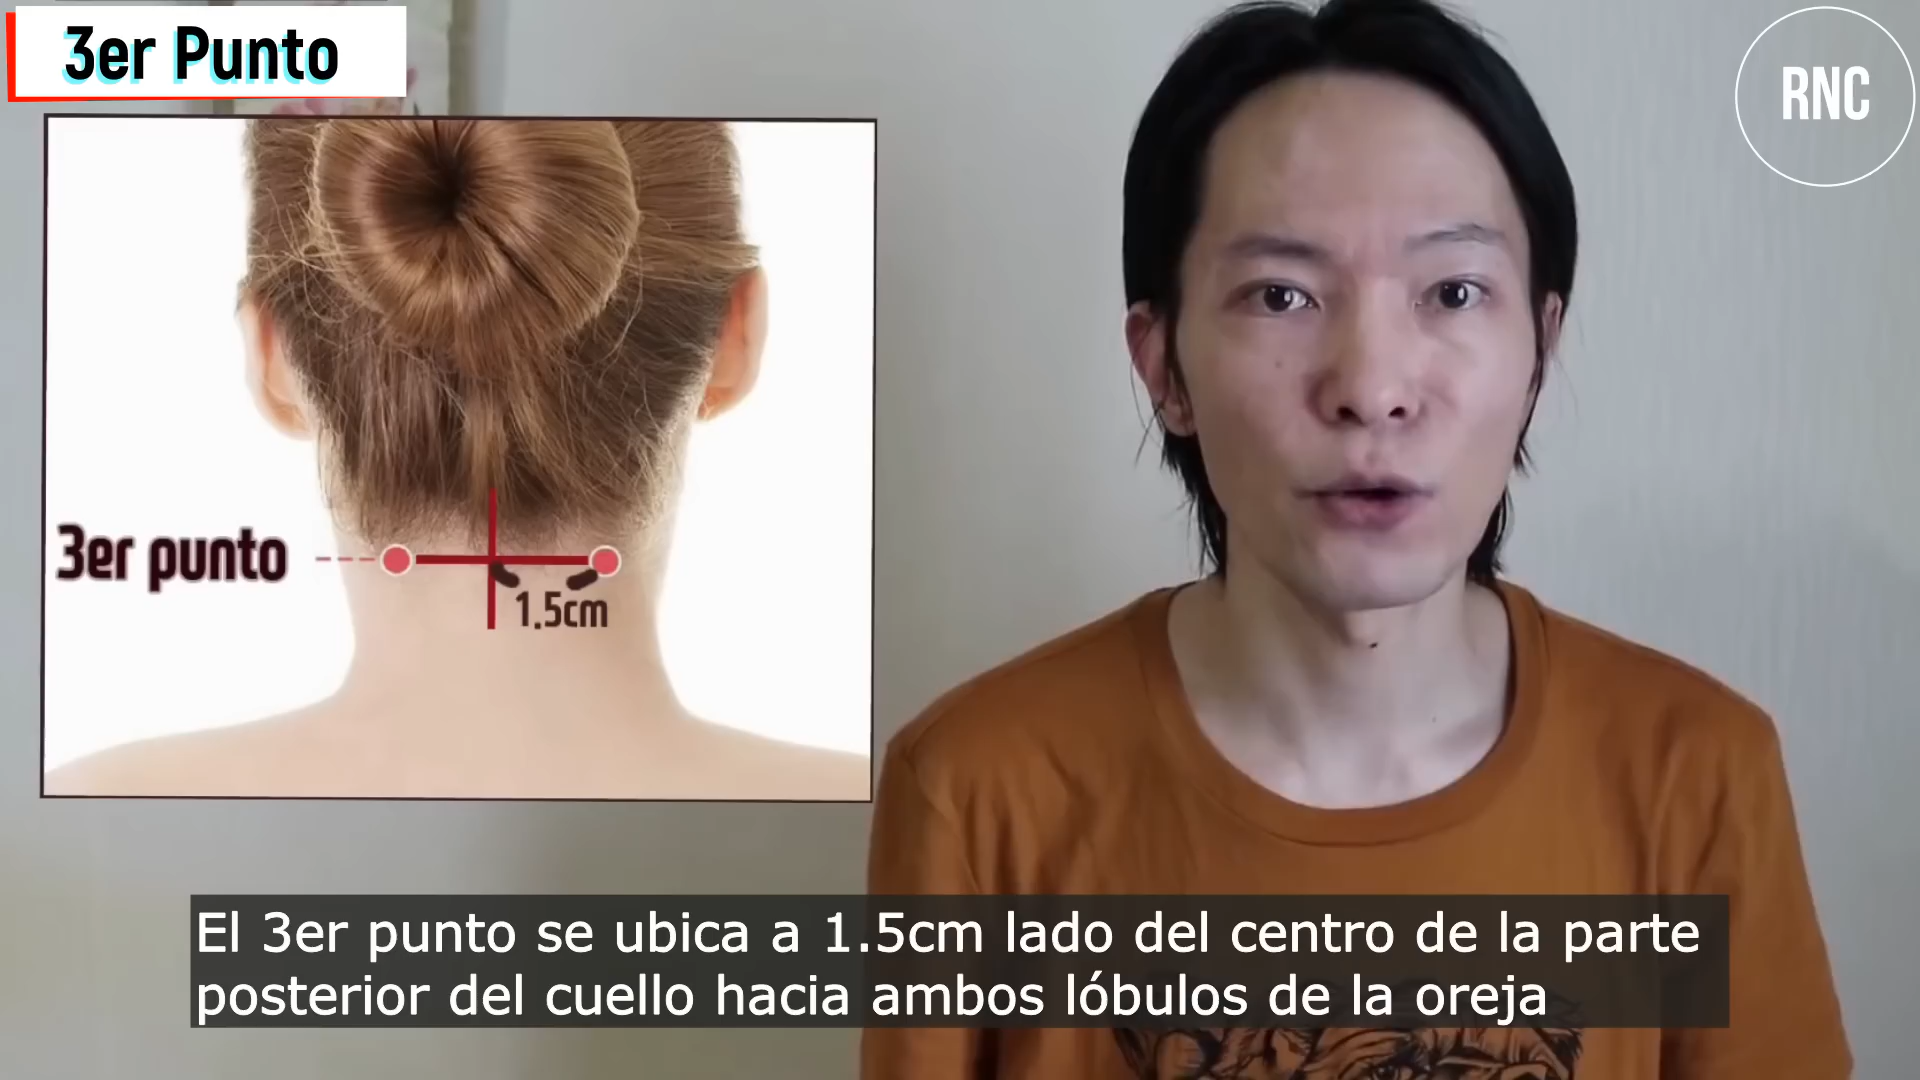 3er Punto
RNC
3er punto
1.5cm
El 3er punto se ubica a 1.5cm lado del centro de la parte
posterior del cuello hacia ambos lóbulos de la oreja